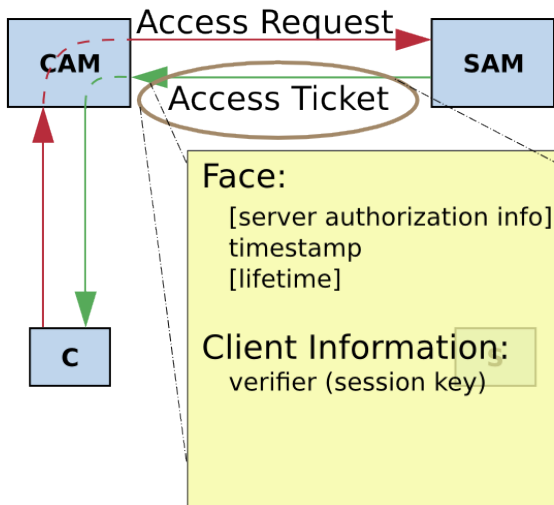 Access Request
CAM
SAM
Access Ticket
Face:
[server authorization info]
timestamp
[lifetime]
C
Client Information:
S
verifier (session key)